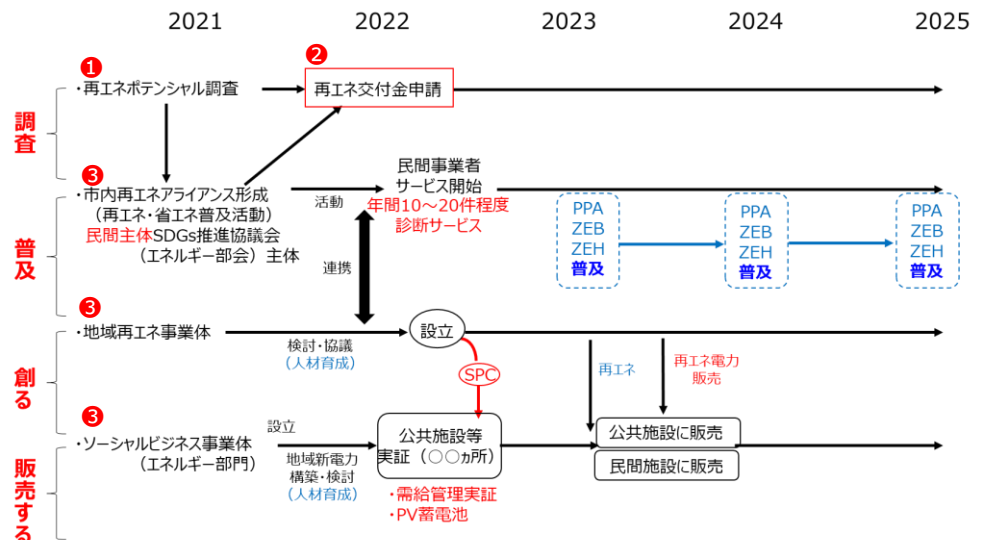 2021
2022
2023
2024
2025
調査
❶
・再エネポテンシャル調査
❷
再エネ交付金申請
普及
❸
・市内再エネアライアンス形成
（再エネ・省エネ普及活動）
民間主体SDGs推進協議会
（エネルギー部会）主体
活動
民間事業者
サービス開始
年間10～20件程度
診断サービス
連携
PPA
ZEB
ZEH
普及
PPA
ZEB
ZEH
普及
PPA
ZEB
ZEH
普及
創る
❸
・地域再エネ事業体
検討・協議
（人材育成）
設立
SPC
再エネ
再エネ電力
販売
販売する
❸
・ソーシャルビジネス事業体
（エネルギー部門）
設立
地域新電力
構築・検討
（人材育成）
公共施設等
実証（○○ヵ所）
・需給管理実証
・PV蓄電池
公共施設に販売
民間施設に販売